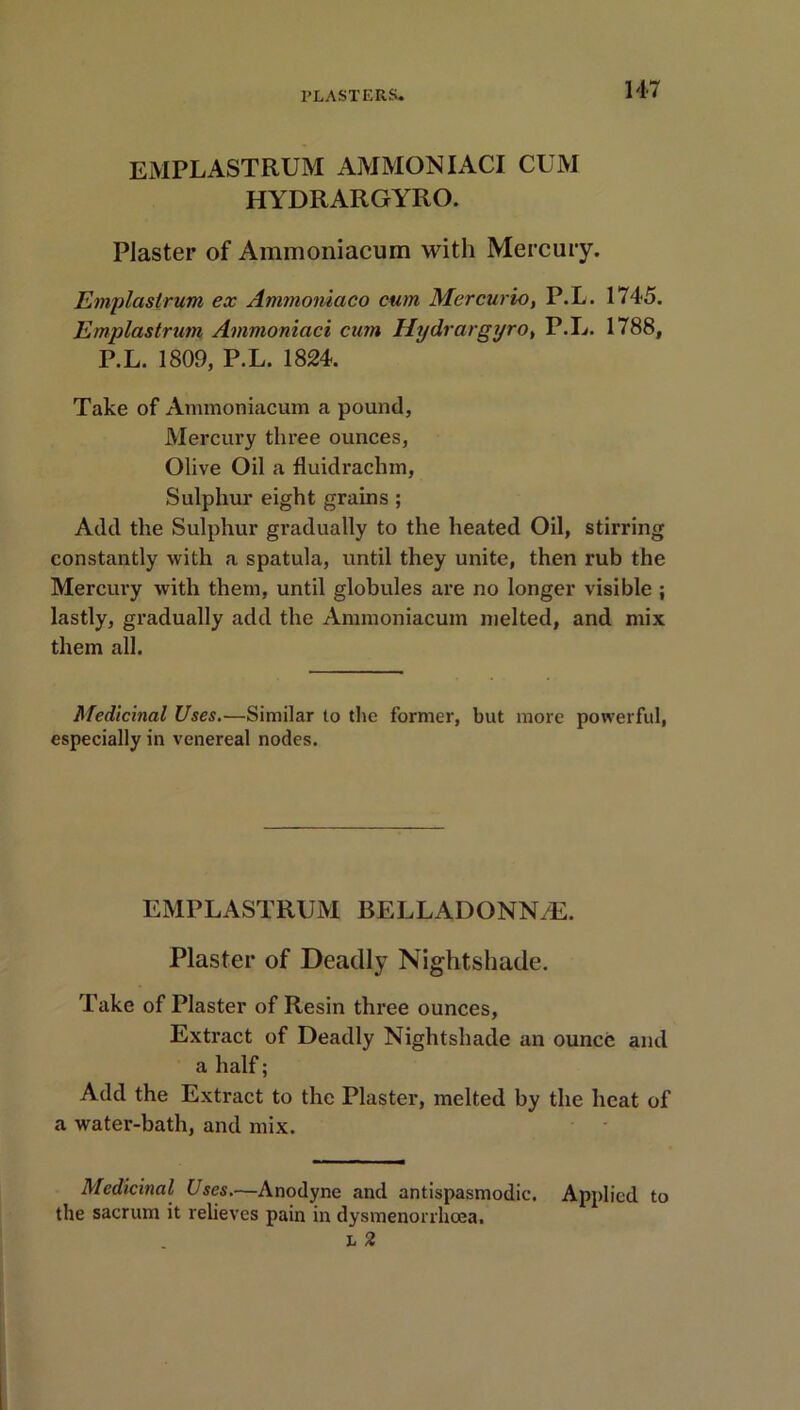 PLASTERS.
147
EMPLASTRUM AMMONIACI CUM
HYDRARGYRO.
Plaster of Ammoniacum with Mercury.
Emplastrum ex Ammoniaco cum Mercurio, P.L. 1745.
Emplastrum Ammoniaci cum Hydrargyro, P.L. 1788,
P.L. 1809, P.L. 1824.
Take of Ammoniacum a pound,
Mercury three ounces,
Olive Oil a fluidrachm,
Sulphur eight grains ;
Add the Sulphur gradually to the heated Oil, stirring
constantly with a spatula, until they unite, then rub the
Mercury with them, until globules are no longer visible ;
lastly, gradually add the Ammoniacum melted, and mix
them all.
Medicinal Uses.—Similar to the former, but more powerful,
especially in venereal nodes.
EMPLASTRUM BELLADONNÆ.
Plaster of Deadly Nightshade.
Take of Plaster of Resin three ounces,
Extract of Deadly Nightshade an ounce and
a half;
Add the Extract to the Plaster, melted by the heat of
a water-bath, and mix.
Medicinal Uses.—Anodyne and antispasmodic. Applied to
the sacrum it relieves pain in dysmenorrhœa.
L 2